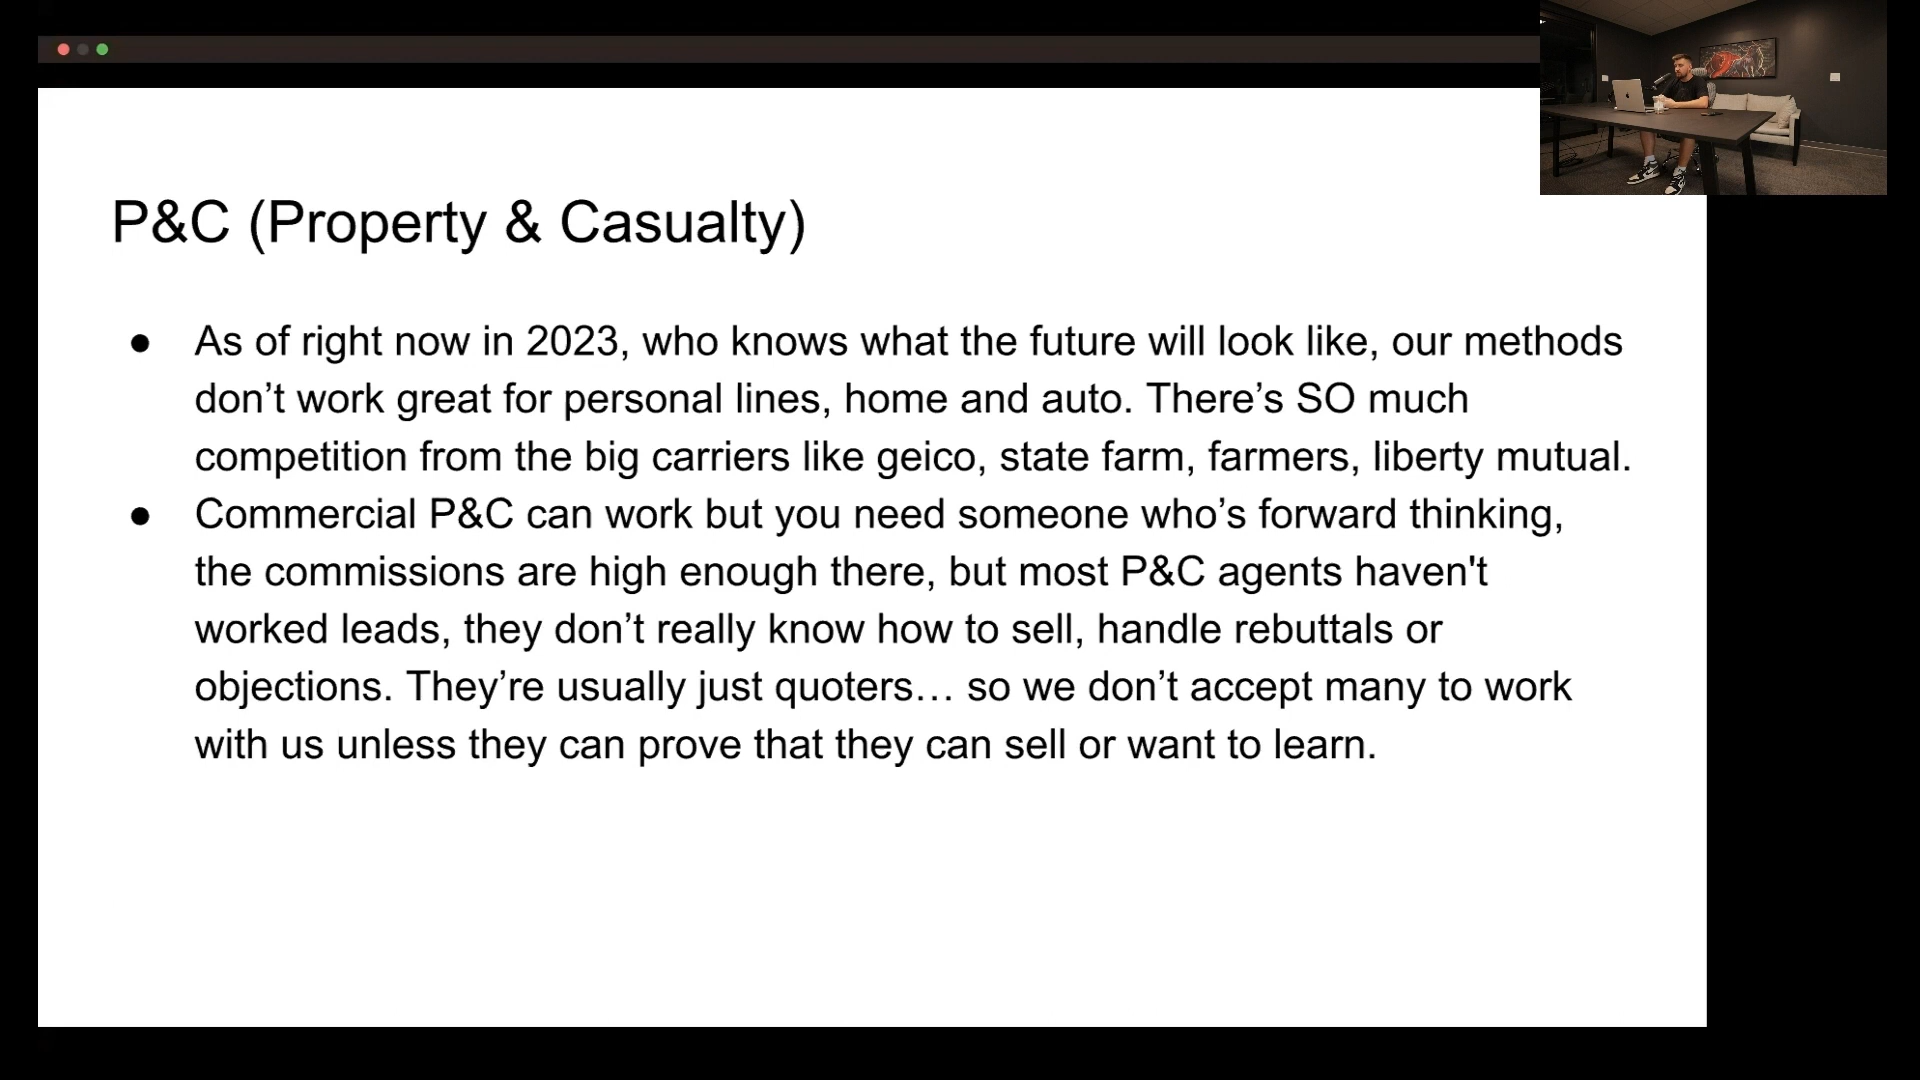 P&C (Property & Casualty)
● As of right now in 2023, who knows what the future will look like, our methods
don’t work great for personal lines, home and auto. There’s SO much
competition from the big carriers like geico, state farm, farmers, liberty mutual.
● Commercial P&C can work but you need someone who’s forward thinking,
the commissions are high enough there, but most P&C agents haven't
worked leads, they don’t really know how to sell, handle rebuttals or
objections. They’re usually just quoters… so we don’t accept many to work
with us unless they can prove that they can sell or want to learn.